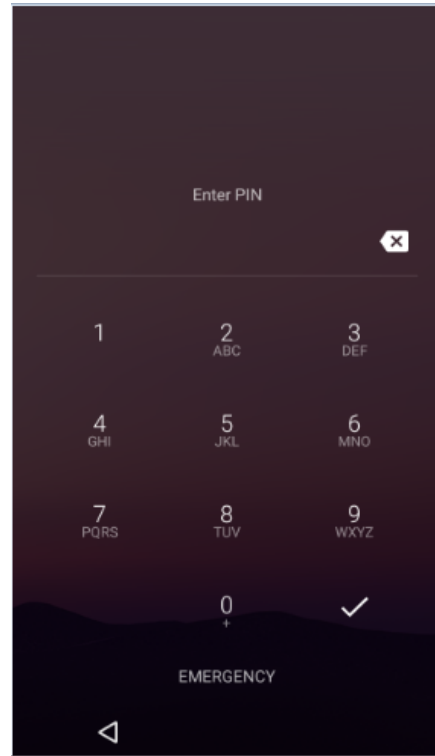 Enter PIN
1 2 3
ABC DEF
4 5 6
GHI JKL MNO
7 8 9
PQRS TUV WXYZ
0
+
EMERGENCY